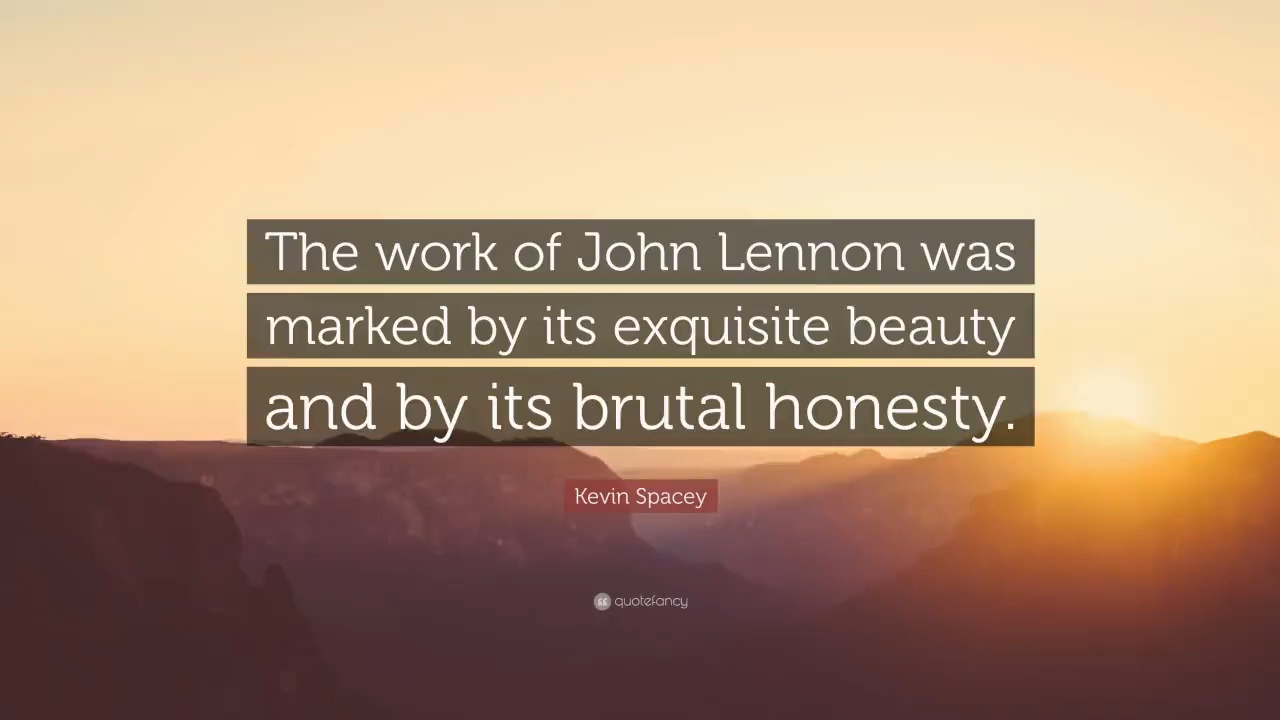 The work of John Lennon was
marked by its exquisite beauty
and by its brutal honesty.
Kevin Spacey
quotefancy